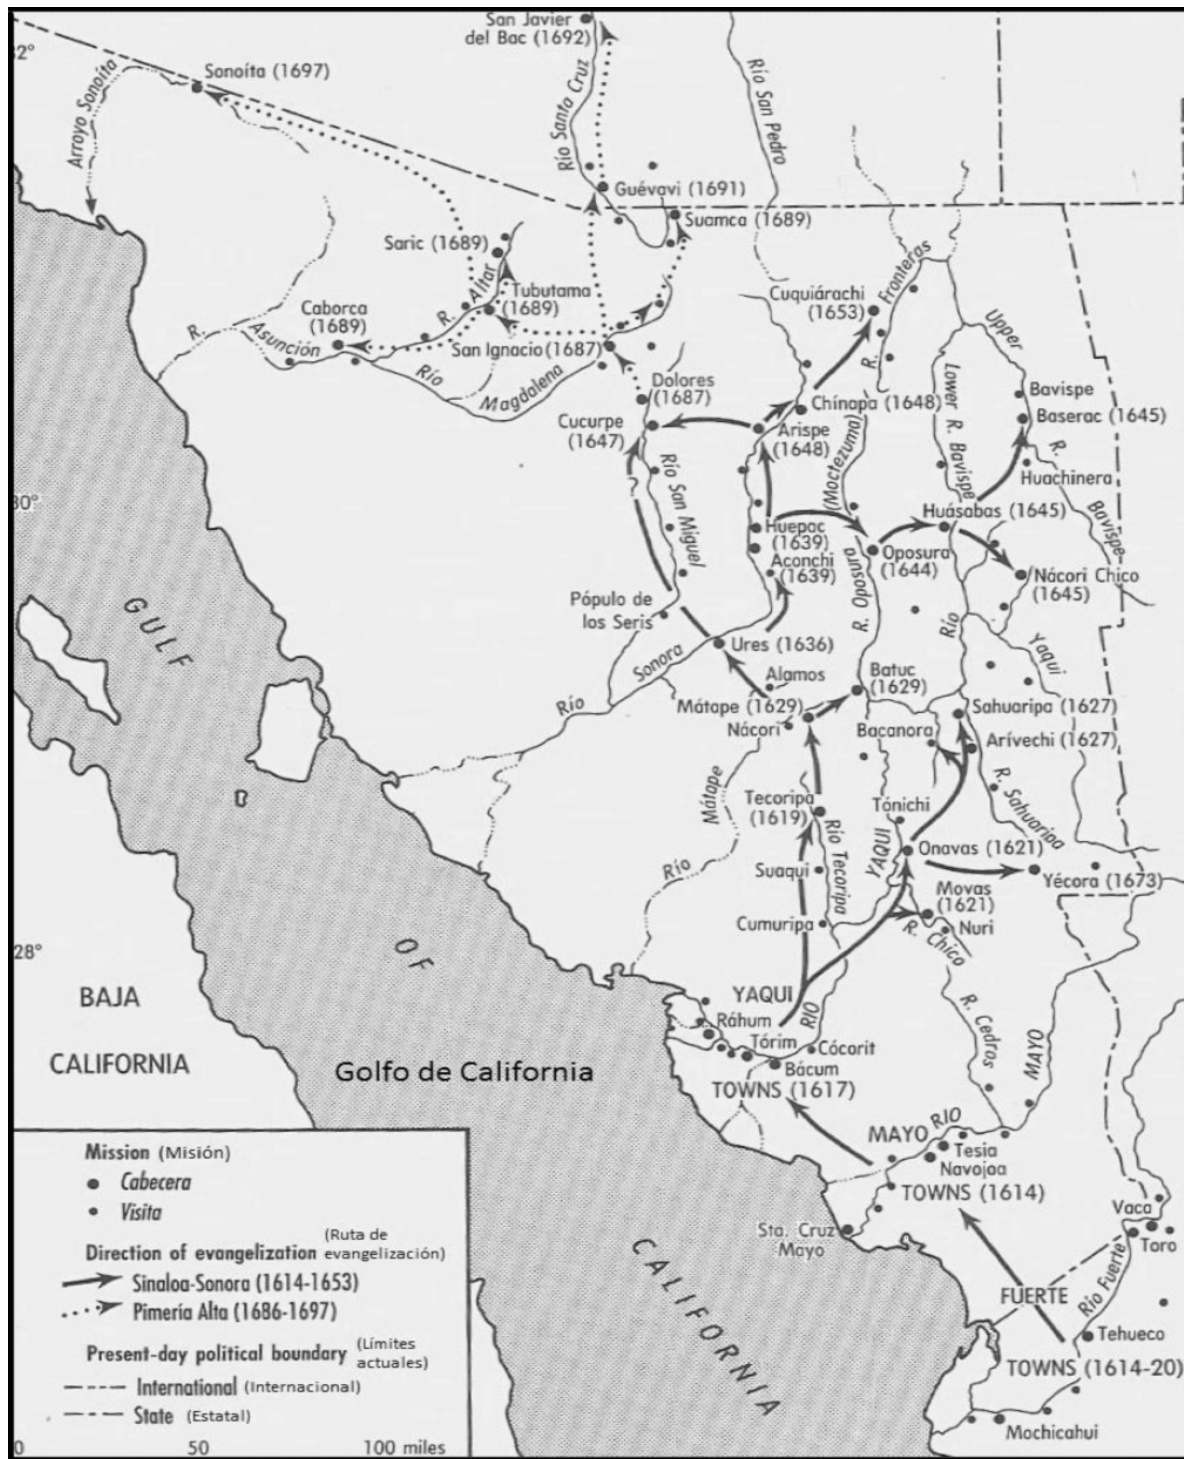 San Javier
del Bac (1692)
32°
Sonoíta (1697)
Arroyo Sonoíta
Río Santa Cruz
Río San Pedro
Guévavi (1691)
Suamca (1689)
Saric (1689)
R. Altar
Tubutama
(1689)
Caborca
(1689)
R. Asunción
San Ignacio (1687)
Río Magdalena
Cuquiárachi
(1653)
R. Fronteras
Upper
R.
Bavispe
Lower R. Bavispe
Dolores
(1687)
Cucurpe
(1647)
Chínapa (1648)
Arispe
(1648)
Bavispe
Baserac (1645)
Huachinera
(Moctezuma)
Río San Miguel
30°
Huepac
(1639)
Aconchi
(1639)
Huásabas (1645)
Oposura
(1644)
R. Oposura
Nácori Chico
(1645)
Pópulo de
los Seris
Ures (1636)
Río Sonora
Río
Yaqui
Alamos
Batuc
(1629)
Mátape (1629)
Nácori
Sahuaripa (1627)
Bacanora
Arívechi (1627)
R. Sahuaripa
Río Mátape
Tecoripa
(1619)
Río Tecoripa
Tónichi
YAQUI
Onavas (1621)
Suaqui
Yécora (1673)
Movas
(1621)
Cumuripa
Nuri
R. Chico
28°
GULF
OF
CALIFORNIA
BAJA
CALIFORNIA
Golfo de California
YAQUI
RIO
Ráhum
Tórim
Cócorit
Bácum
TOWNS (1617)
R. Cedros
MAYO
RIO
MAYO
Tesia
Navojoa
TOWNS (1614)
Sta. Cruz
Mayo
Vaca
Toro
Río Fuerte
FUERTE
Tehueco
TOWNS (1614-20)
Mochicahui
Mission (Misión)
Cabecera
Visita
Direction of evangelization (Ruta de
evangelización)
Sinaloa-Sonora (1614-1653)
Pimería Alta (1686-1697)
Present-day political boundary (Límites
actuales)
International (Internacional)
State (Estatal)
0 50 100 miles